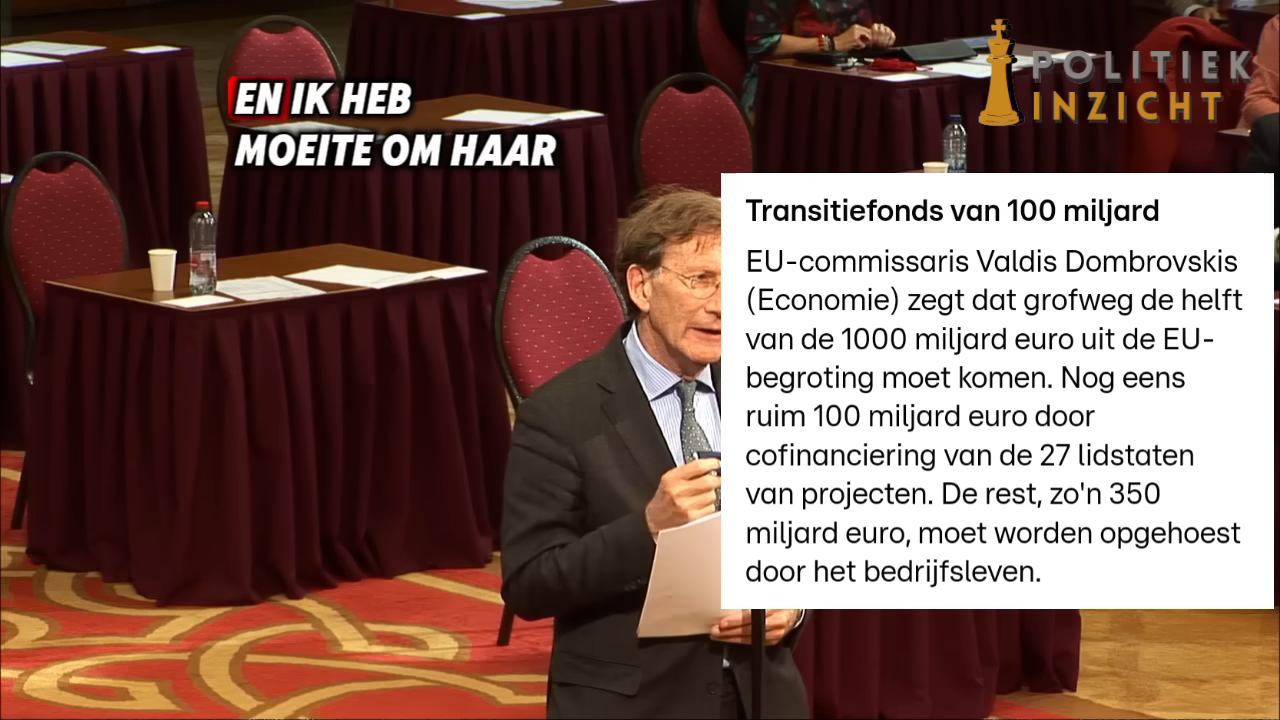 EN IK HEB
MOEITE OM HAAR
POLITIEK
INZICHT
Transitiefonds van 100 miljard
EU-commissaris Valdis Dombrovskis
(Economie) zegt dat grofweg de helft
van de 1000 miljard euro uit de EU-
begroting moet komen. Nog eens
ruim 100 miljard euro door
cofinanciering van de 27 lidstaten
van projecten. De rest, zo'n 350
miljard euro, moet worden opgehoest
door het bedrijfsleven.